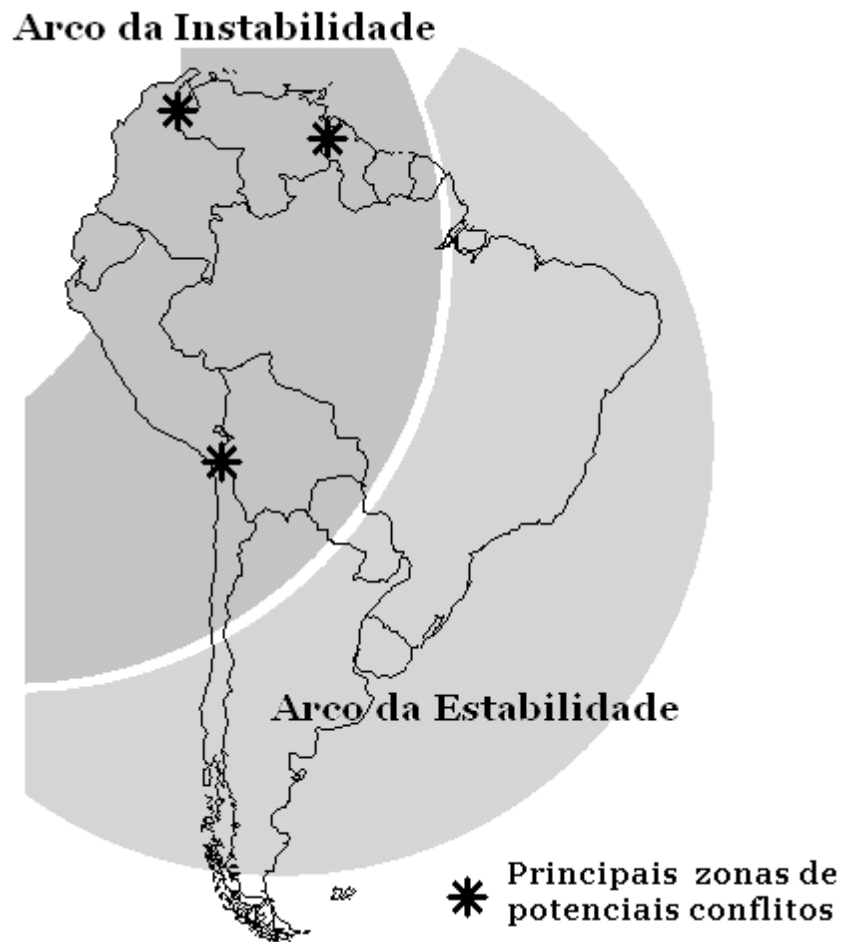 Arco da Instabilidade
Arco da Estabilidade
Principais zonas de
potenciais conflitos